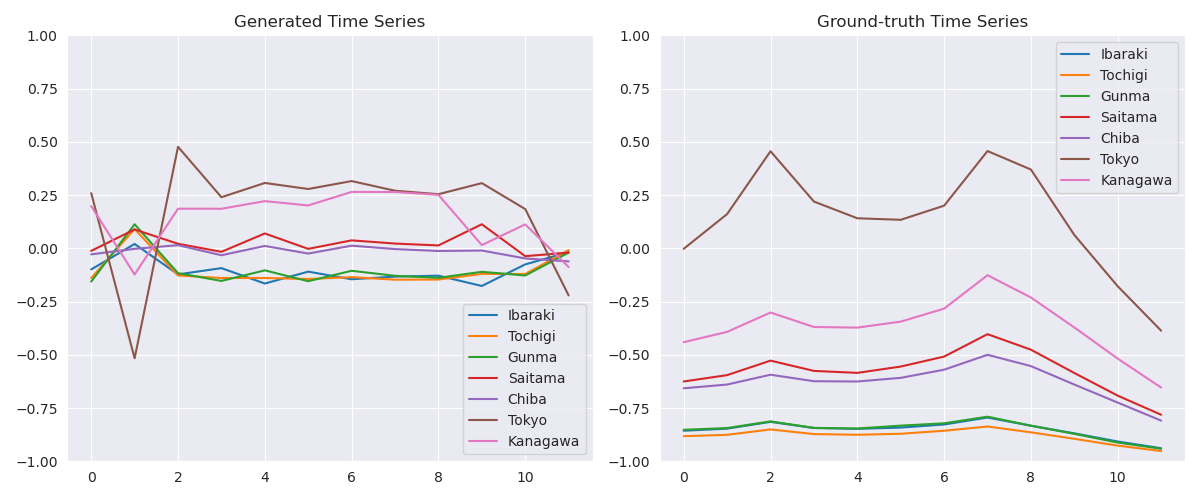 Generated Time Series
1.00
0.75
0.50
0.25
0.00
−0.25
−0.50
−0.75
−1.00
0 2 4 6 8 10
Ibaraki
Tochigi
Gunma
Saitama
Chiba
Tokyo
Kanagawa
Ground-truth Time Series
1.00
0.75
0.50
0.25
0.00
−0.25
−0.50
−0.75
−1.00
0 2 4 6 8 10
Ibaraki
Tochigi
Gunma
Saitama
Chiba
Tokyo
Kanagawa